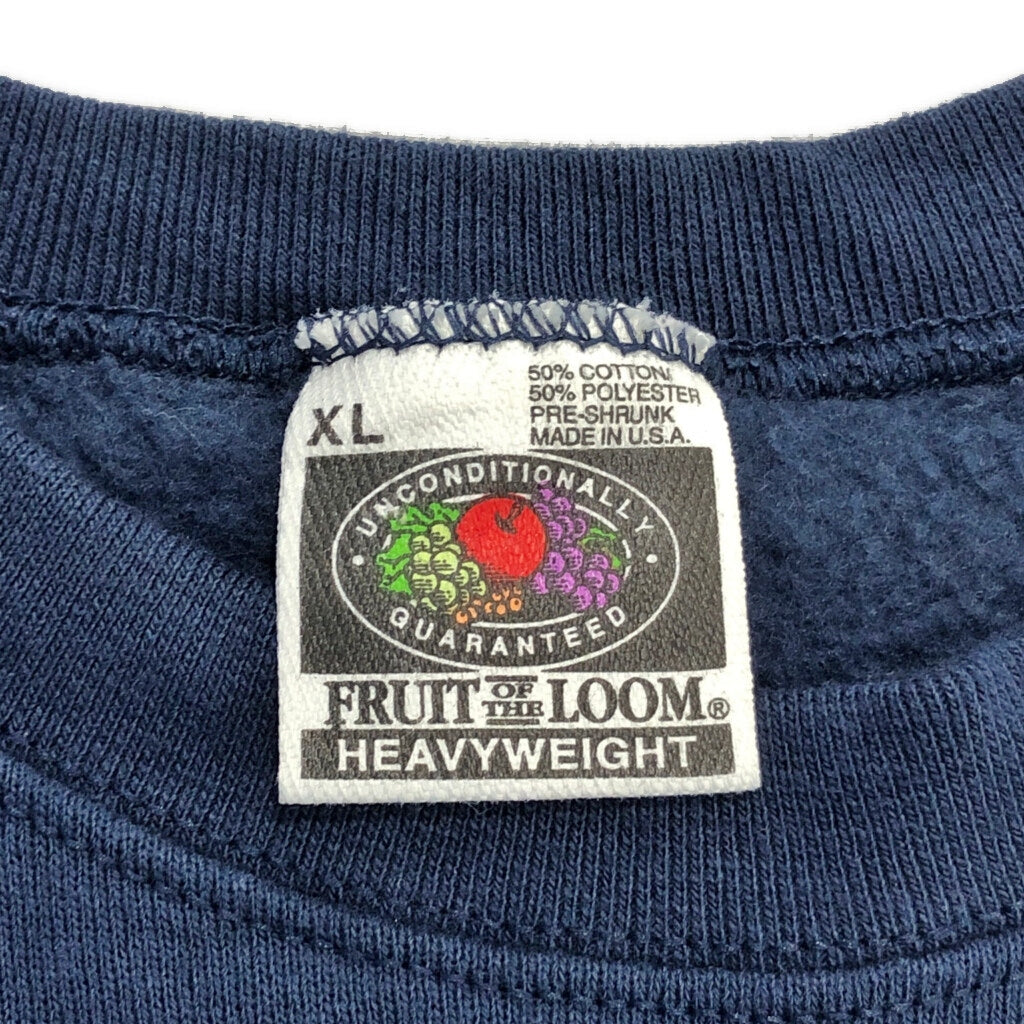 XL
50% COTTON/
50% POLYESTER
PRE-SHRUNK
MADE IN U.S.A.
UNCONDITIONALLY
GUARANTEED
FRUIT OF THE LOOM®
HEAVYWEIGHT